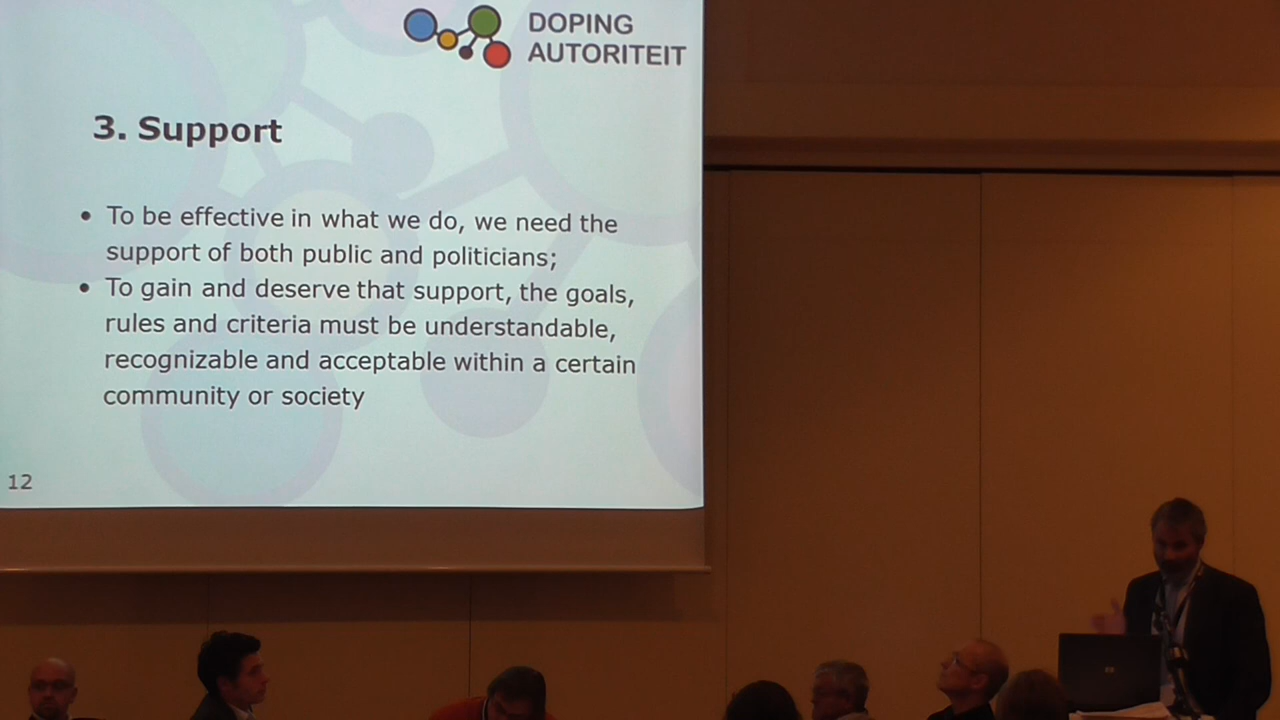 DOPING
AUTORITEIT
3. Support
• To be effective in what we do, we need the
support of both public and politicians;
• To gain and deserve that support, the goals,
rules and criteria must be understandable,
recognizable and acceptable within a certain
community or society
12